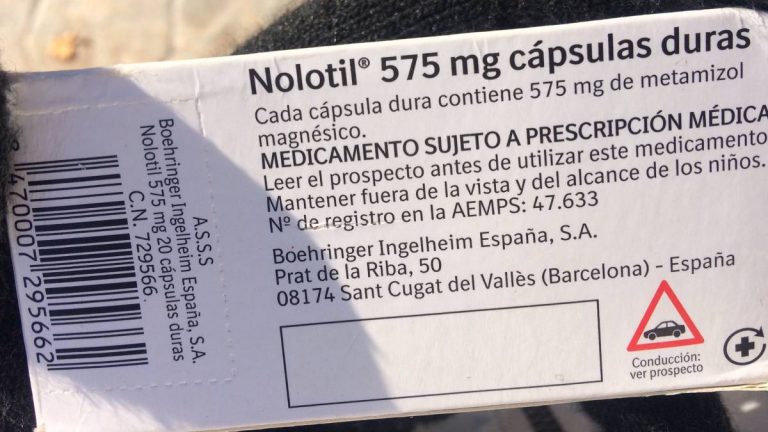 Nolotil® 575 mg cápsulas duras
Cada cápsula dura contiene 575 mg de metamizol
magnésico.
MEDICAMENTO SUJETO A PRESCRIPCIÓN MÉDICA
Leer el prospecto antes de utilizar este medicamento
Mantener fuera de la vista y del alcance de los niños.
Nº de registro en la AEMPS: 47.633
Boehringer Ingelheim España, S.A.
Prat de la Riba, 50
08174 Sant Cugat del Vallès (Barcelona) - España
Conducción:
ver prospecto
A.S.S.S
Boehringer Ingelheim España, S.A.
Nolotil 575 mg 20 cápsulas duras
C.N. 729566
8 470007 295662